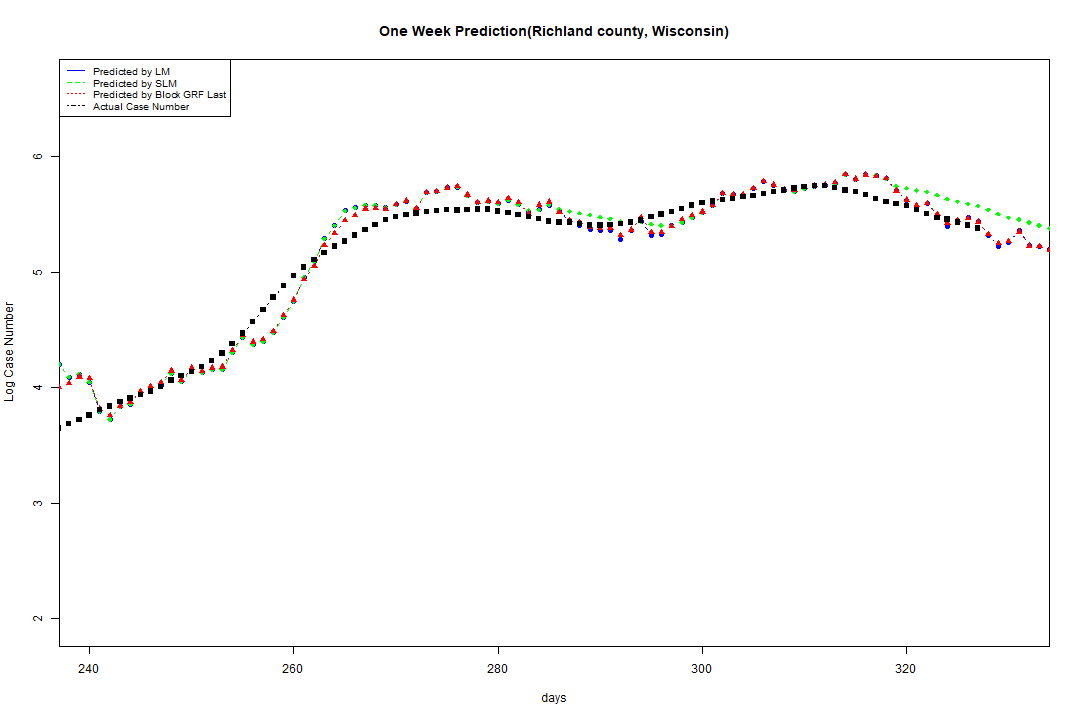 One Week Prediction(Richland county, Wisconsin)
Predicted by LM
Predicted by SLM
Predicted by Block GRF Last
Actual Case Number
6
5
4
3
2
Log Case Number
240 260 280 300 320
days